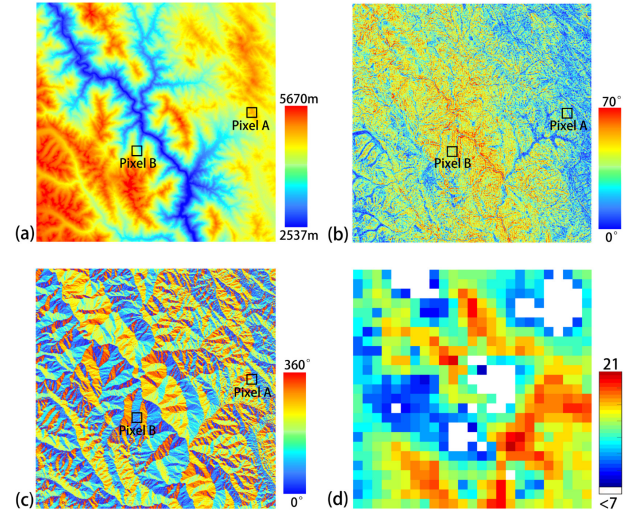 5670m
Pixel A
Pixel B
(a)
2537m
70°
Pixel A
Pixel B
(b)
0°
360°
Pixel A
Pixel B
(c)
0°
21
(d)
<7